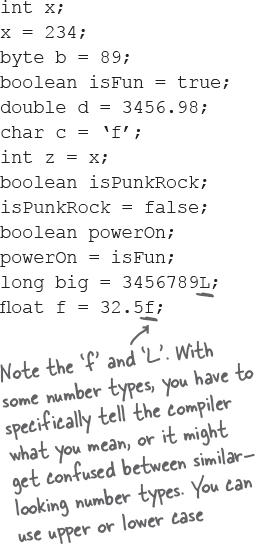 int x;
x = 234;
byte b = 89;
boolean isFun = true;
double d = 3456.98;
char c = ‘f’;
int z = x;
boolean isPunkRock;
isPunkRock = false;
boolean powerOn;
powerOn = isFun;
long big = 3456789L;
float f = 32.5f;
Note the ‘f’ and ‘L’. With
some number types, you have to
specifically tell the compiler
what you mean, or it might
get confused between similar-
looking number types. You can
use upper or lower case